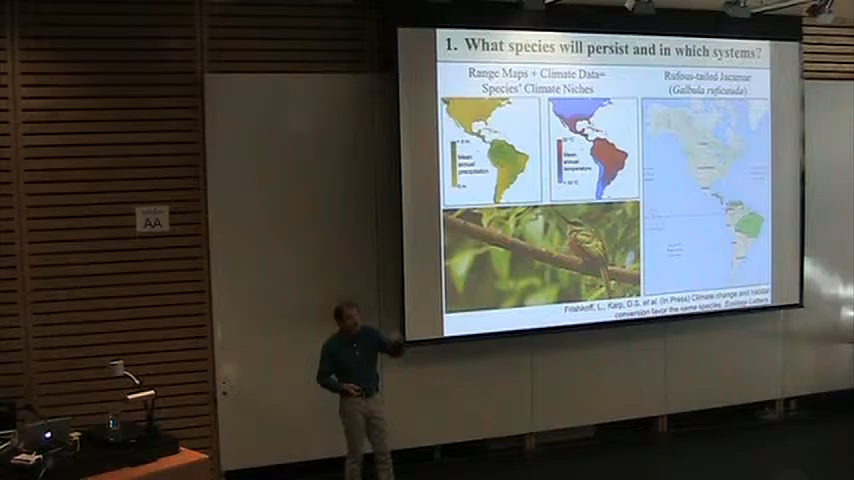 1. What species will persist and in which systems?
Range Maps + Climate Data=
Species' Climate Niches
Rufous-tailed Jacamar
(Galbula ruficauda)
Mean
annual
precipitation
0 m
Mean
annual
temperature
AA
Frishkoff, L., Karp, D.S. et al. (In Press) Climate change and habitat
conversion favor the same species. Ecology Letters